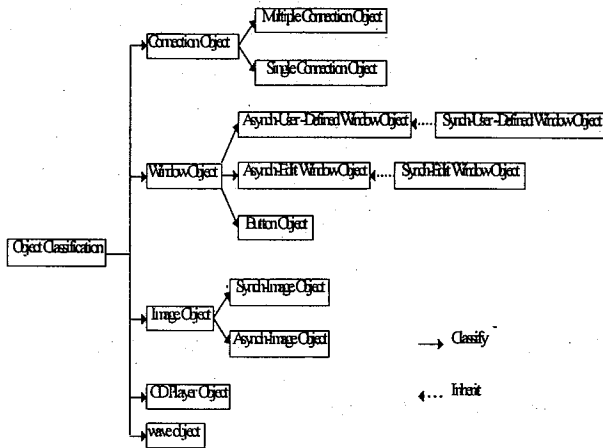 Multiple Connection Object
Connection Object
Single Connection Object
Asynch-User-Defined Window Object
Synch-User-Defined Window Object
Window Object
Asynch-Edit Window Object
Synch-Edit Window Object
Button Object
Object Classification
Synch-Image Object
Image Object
Asynch-Image Object
Classify
CD Player Object
Inherit
wave object